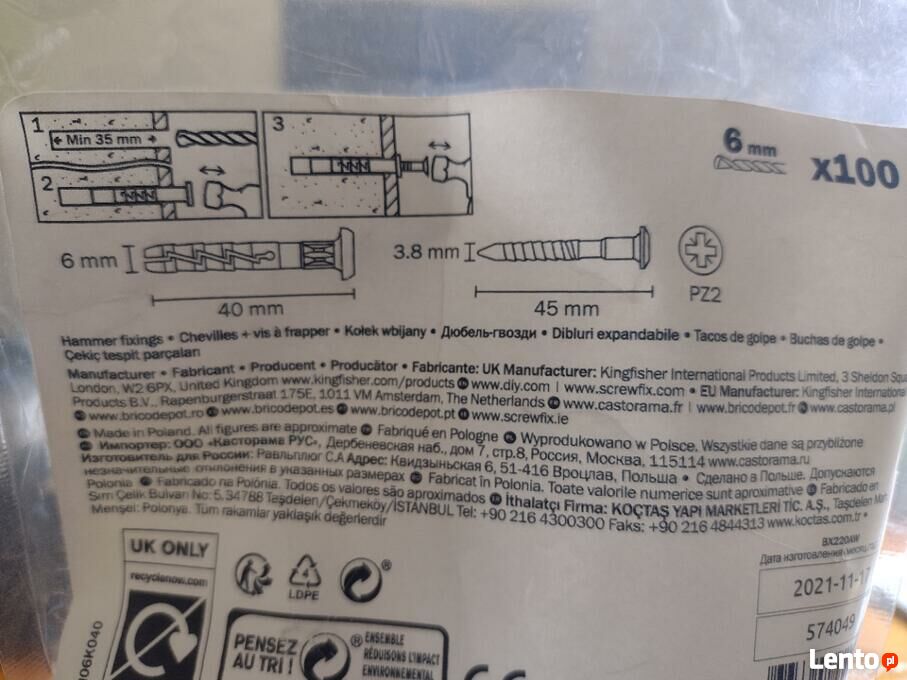 1
Min 35 mm
2
3
6 mm
x100
6 mm
40 mm
3.8 mm
45 mm
PZ2
Hammer fixings • Chevilles + vis à frapper • Kołek wbijany • Дюбель-гвозди • Dibluri expandabile • Tacos de golpe • Buchas de golpe •
Çekiç tespit parçaları
Manufacturer • Fabricant • Producent • Producător • Fabricante: UK Manufacturer: Kingfisher International Products Limited, 3 Sheldon Squa
London, W2 6PX, United Kingdom www.kingfisher.com/products www.diy.com | www.screwfix.com • EU Manufacturer: Kingfisher International
Products B.V., Rapenburgerstraat 175E, 1011 VM Amsterdam, The Netherlands www.castorama.fr | www.bricodepot.fr www.castorama.pl
www.bricodepot.ro www.bricodepot.es www.bricodepot.pt www.screwfix.ie
Made in Poland. All figures are approximate Fabriqué en Pologne Wyprodukowano w Polsce. Wszystkie dane są przybliżone
Импортер: ООО «Касторама РУС», Дербеневская наб., дом 7, стр.8, Россия, Москва, 115114 www.castorama.ru
Изготовитель для России: Равльплюг С.А Адрес: Квидзыньская 6, 51-416 Вроцлав, Польша • Сделано в Польше. Допускаются
незначительные отклонения в указанных размерах Fabricat în Polonia. Toate valorile numerice sunt aproximative Fabricado en
Polonia Fabricado na Polónia. Todos os valores são aproximados İthalatçı Firma: KOÇTAŞ YAPI MARKETLERİ TİC. A.Ş., Taşdelen Mah.
Sırrı Çelik Bulvarı No: 5, 34788 Taşdelen/Çekmeköy/İSTANBUL Tel: +90 216 4300300 Faks: +90 216 4844313 www.koctas.com.tr •
Menşei: Polonya. Tüm rakamlar yaklaşık değerlerdir
UK ONLY
recyclenow.com
LDPE
4
PENSEZ
AU TRI !
ENSEMBLE
RÉDUISONS L'IMPACT
ENVIRONNEMENTAL
BX220AW
Дата изготовления
2021-11-17
574049
06K040
Lento.pl